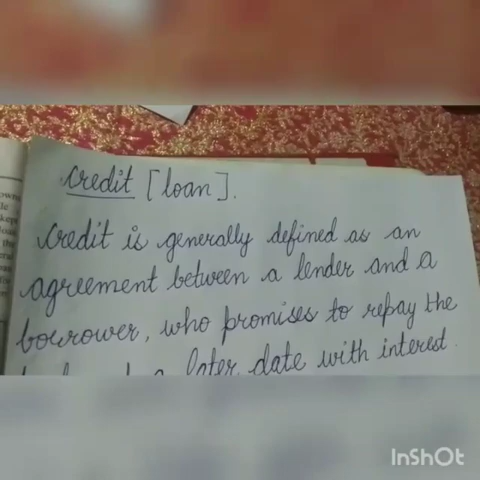 Credit [loan].
Credit is generally defined as an
agreement between a lender and a
borrower, who promises to repay the
later date with interest.
InShOt